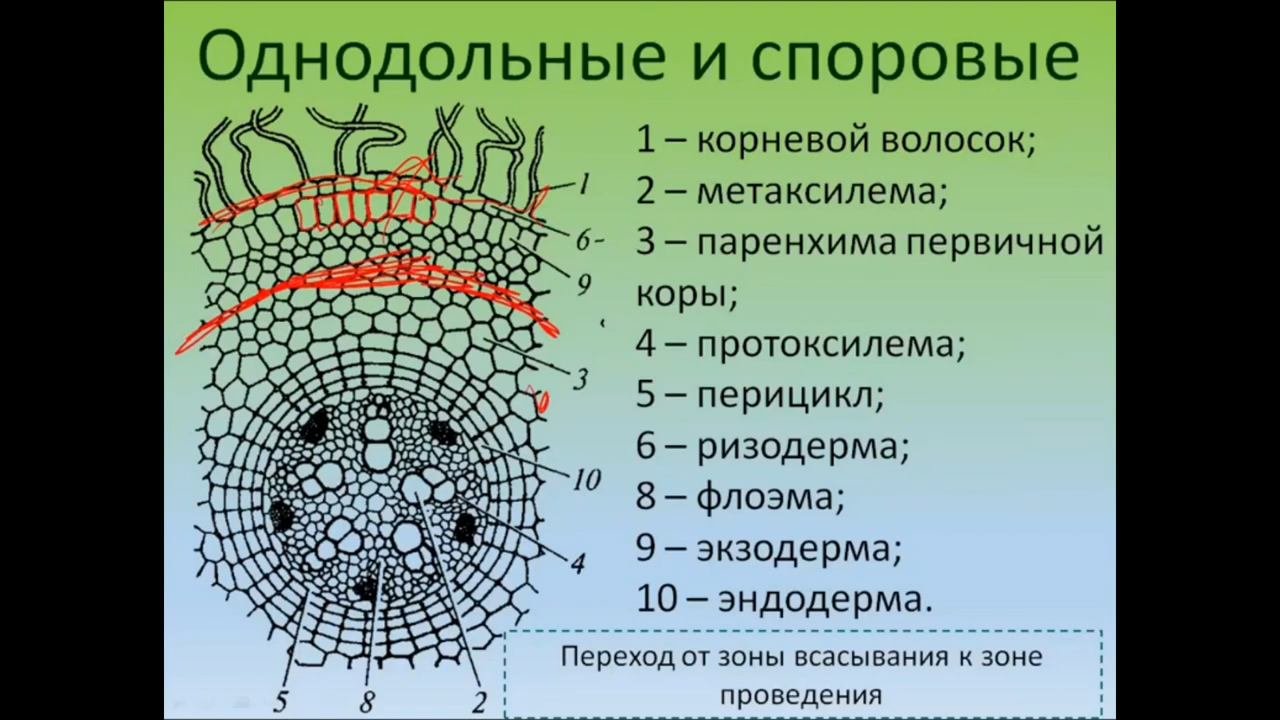 Однодольные и споровые
1 – корневой волосок;
2 – метаксилема;
3 – паренхима первичной
коры;
4 – протоксилема;
5 – перицикл;
6 – ризодерма;
8 – флоэма;
9 – экзодерма;
10 – эндодерма.
Переход от зоны всасывания к зоне
проведения
1
6-
9
3
10
4
5 8 2